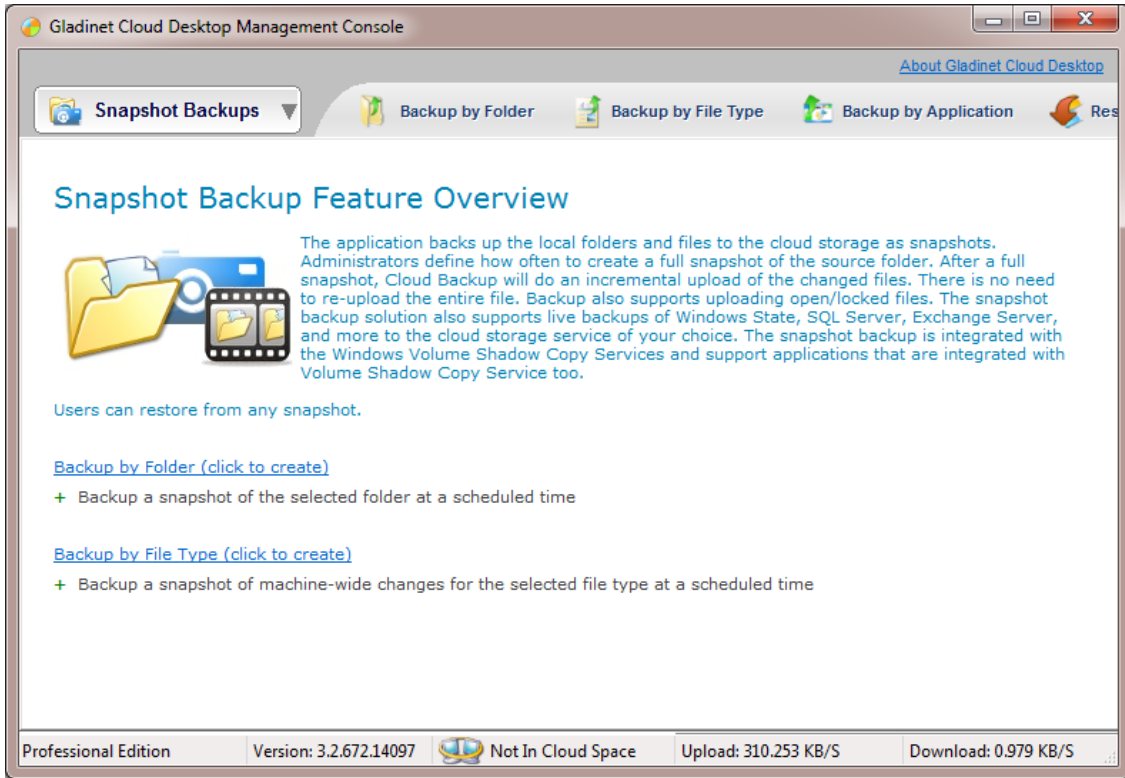 Gladinet Cloud Desktop Management Console
About Gladinet Cloud Desktop
Snapshot Backups
Backup by Folder
Backup by File Type
Backup by Application
Res
Snapshot Backup Feature Overview
The application backs up the local folders and files to the cloud storage as snapshots.
Administrators define how often to create a full snapshot of the source folder. After a full
snapshot, Cloud Backup will do an incremental upload of the changed files. There is no need
to re-upload the entire file. Backup also supports uploading open/locked files. The snapshot
backup solution also supports live backups of Windows State, SQL Server, Exchange Server,
and more to the cloud storage service of your choice. The snapshot backup is integrated with
the Windows Volume Shadow Copy Services and support applications that are integrated with
Volume Shadow Copy Service too.
Users can restore from any snapshot.
Backup by Folder (click to create)
+ Backup a snapshot of the selected folder at a scheduled time
Backup by File Type (click to create)
+ Backup a snapshot of machine-wide changes for the selected file type at a scheduled time
Professional Edition
Version: 3.2.672.14097
Not In Cloud Space
Upload: 310.253 KB/S
Download: 0.979 KB/S